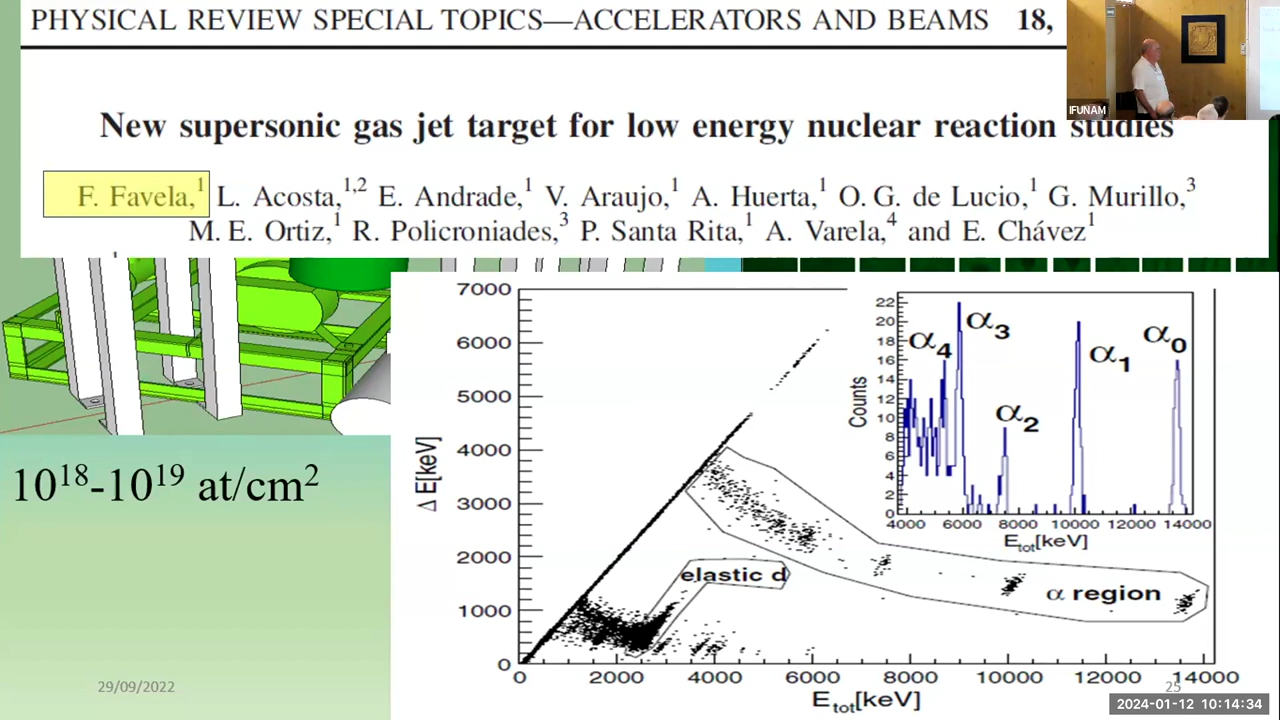 PHYSICAL REVIEW SPECIAL TOPICS—ACCELERATORS AND BEAMS 18,
IFUNAM
New supersonic gas jet target for low energy nuclear reaction studies
F. Favela,¹ L. Acosta,¹,² E. Andrade,¹ V. Araujo,¹ A. Huerta,¹ O. G. de Lucio,¹ G. Murillo,³
M. E. Ortiz,¹ R. Policroniades,³ P. Santa Rita,¹ A. Varela,⁴ and E. Chávez¹
10¹⁸-10¹⁹ at/cm²
29/09/2022
Δ E[keV]
7000
6000
5000
4000
3000
2000
1000
0
0 2000 4000 6000 8000 10000 12000 14000
E_tot[keV]
elastic d
α region
Counts
22
20
18
16
14
12
10
8
6
4
2
0
4000 6000 8000 10000 12000 14000
E_tot[keV]
α₄
α₃
α₂
α₁
α₀
25
2024-01-12 10:14:34